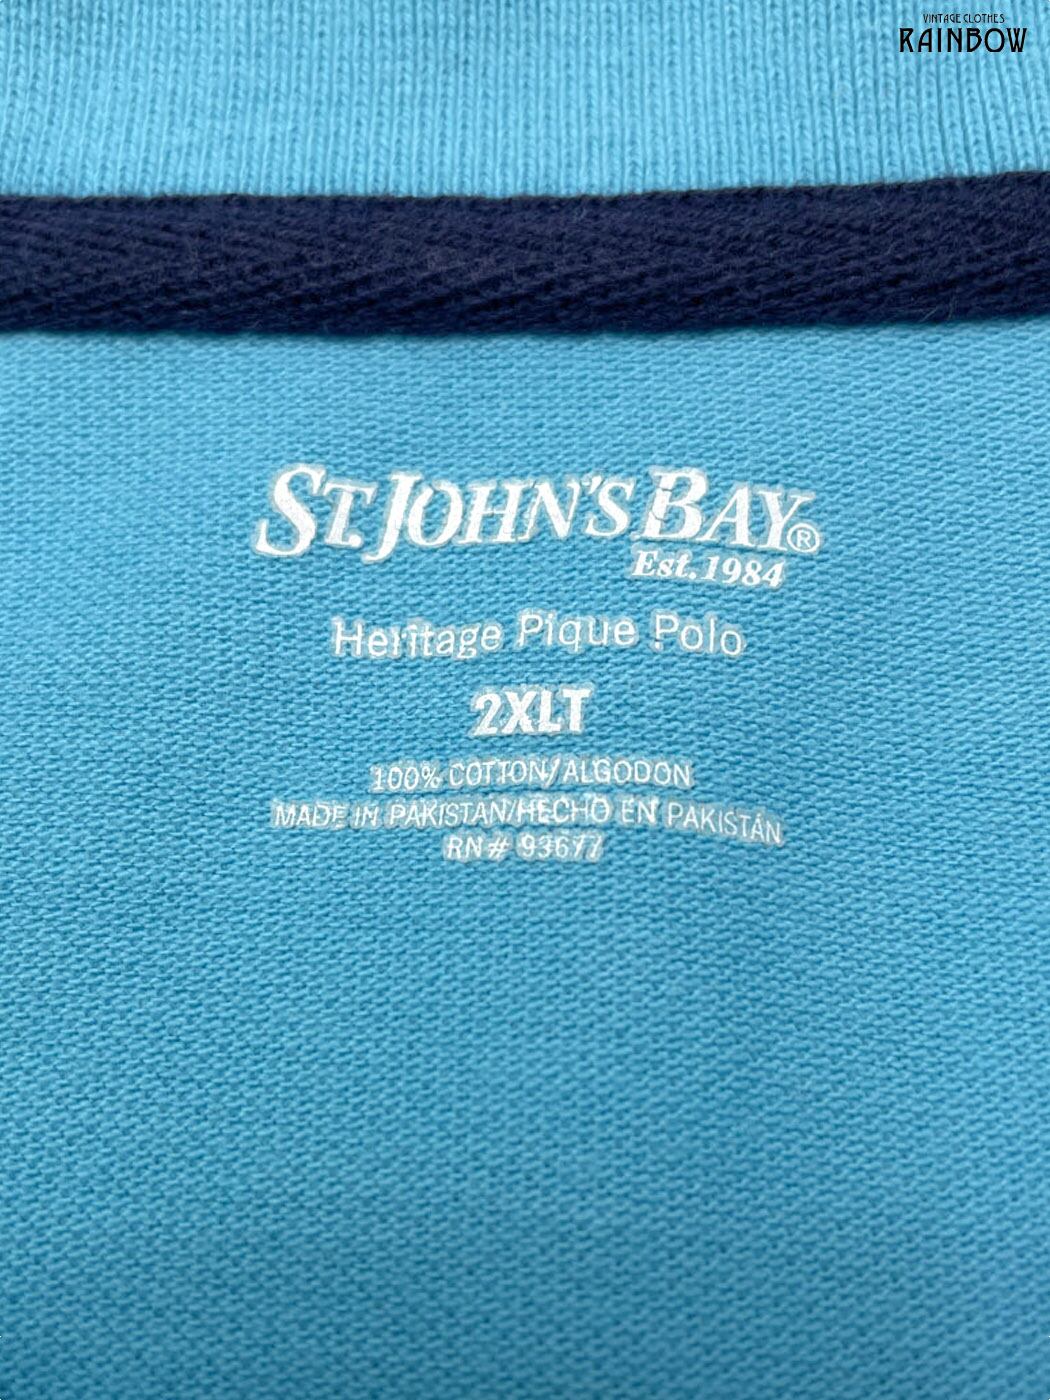 VINTAGE CLOTHES
RAINBOW
ST. JOHN'S BAY®
Est. 1984
Heritage Pique Polo
2XLT
100% COTTON/ALGODON
MADE IN PAKISTAN/HECHO EN PAKISTÁN
RN# 93677